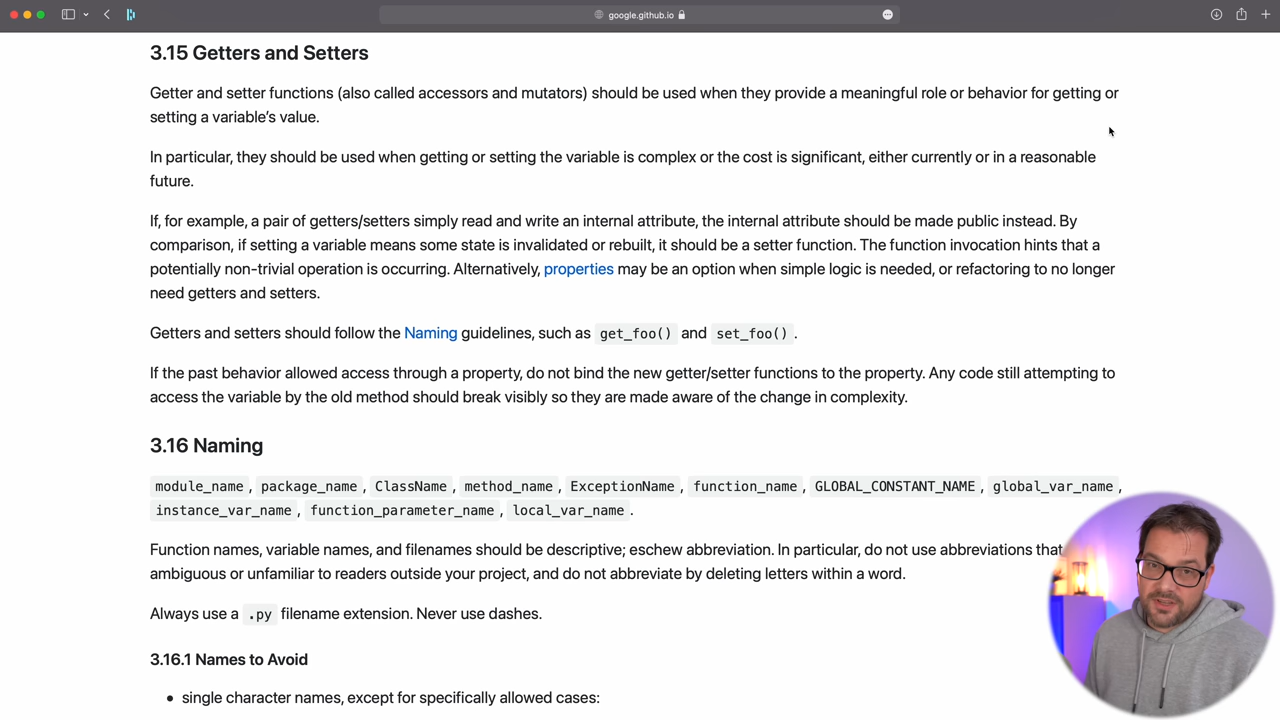 google.github.io
3.15 Getters and Setters
Getter and setter functions (also called accessors and mutators) should be used when they provide a meaningful role or behavior for getting or
setting a variable's value.
In particular, they should be used when getting or setting the variable is complex or the cost is significant, either currently or in a reasonable
future.
If, for example, a pair of getters/setters simply read and write an internal attribute, the internal attribute should be made public instead. By
comparison, if setting a variable means some state is invalidated or rebuilt, it should be a setter function. The function invocation hints that a
potentially non-trivial operation is occurring. Alternatively, properties may be an option when simple logic is needed, or refactoring to no longer
need getters and setters.
Getters and setters should follow the Naming guidelines, such as get_foo() and set_foo() .
If the past behavior allowed access through a property, do not bind the new getter/setter functions to the property. Any code still attempting to
access the variable by the old method should break visibly so they are made aware of the change in complexity.
3.16 Naming
module_name , package_name , ClassName , method_name , ExceptionName , function_name , GLOBAL_CONSTANT_NAME , global_var_name ,
instance_var_name , function_parameter_name , local_var_name .
Function names, variable names, and filenames should be descriptive; eschew abbreviation. In particular, do not use abbreviations that
ambiguous or unfamiliar to readers outside your project, and do not abbreviate by deleting letters within a word.
Always use a .py filename extension. Never use dashes.
3.16.1 Names to Avoid
• single character names, except for specifically allowed cases: